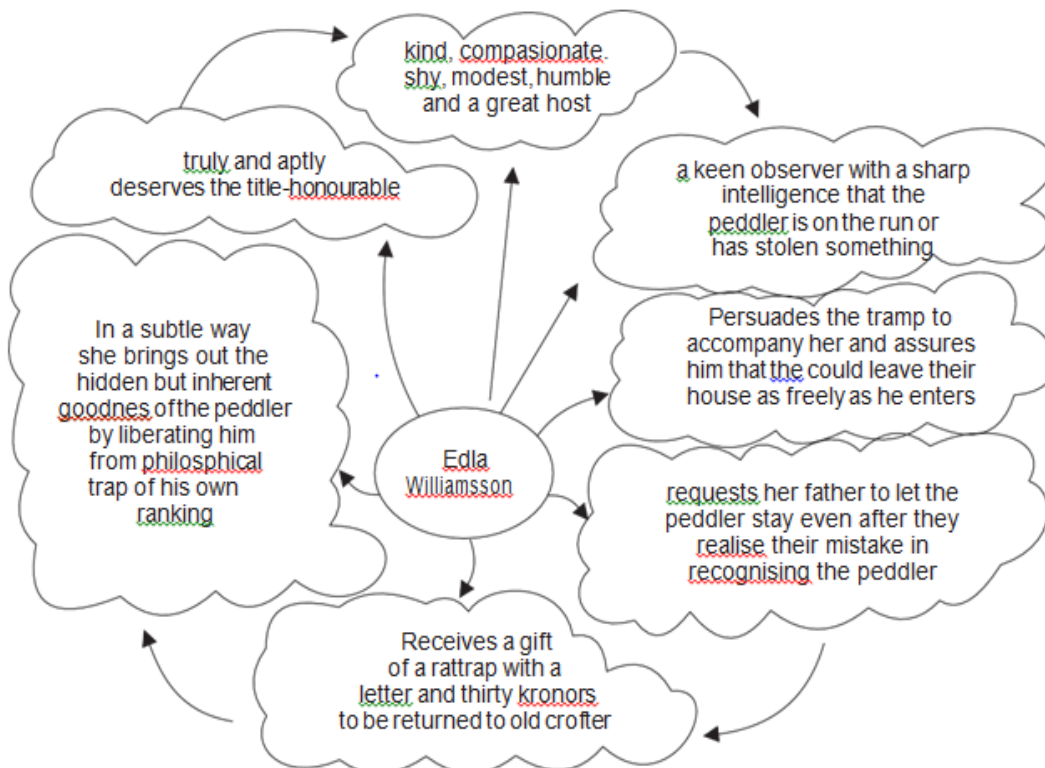 kind, compasionate.
shy, modest, humble
and a great host
a keen observer with a sharp
intelligence that the
peddler is on the run or
has stolen something
Persuades the tramp to
accompany her and assures
him that the could leave their
house as freely as he enters
requests her father to let the
peddler stay even after they
realise their mistake in
recognising the peddler
Receives a gift
of a rattrap with a
letter and thirty kronors
to be returned to old crofter
In a subtle way
she brings out the
hidden but inherent
goodnes of the peddler
by liberating him
from philosphical
trap of his own
ranking
truly and aptly
deserves the title-honourable
Edla
Williamsson